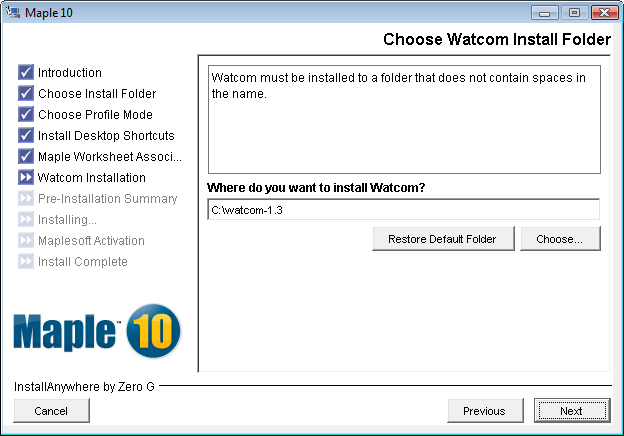 Maple 10
Choose Watcom Install Folder
Introduction
Choose Install Folder
Choose Profile Mode
Install Desktop Shortcuts
Maple Worksheet Associ...
Watcom Installation
Pre-Installation Summary
Installing...
Maplesoft Activation
Install Complete
Watcom must be installed to a folder that does not contain spaces in
the name.
Where do you want to install Watcom?
C:\watcom-1.3
Restore Default Folder
Choose...
Maple™ 10
InstallAnywhere by Zero G
Cancel
Previous
Next